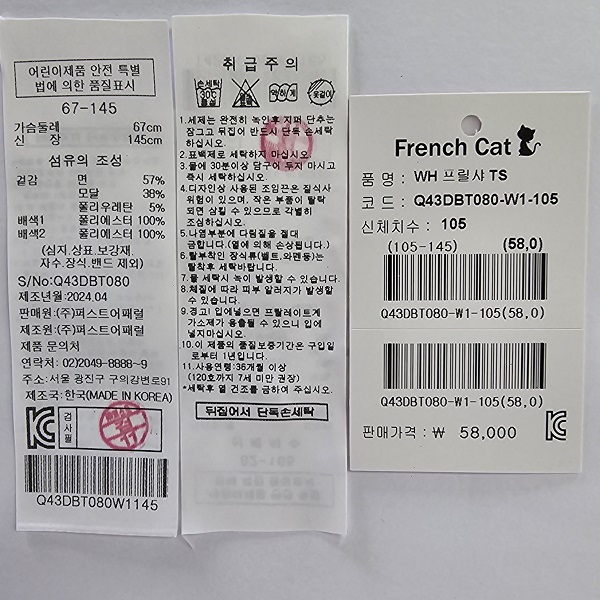 어린이제품 안전 특별
법에 의한 품질표시
67-145
가슴둘레 67cm
신 장 145cm
섬유의 조성
겉감 면 57%
모달 38%
폴리우레탄 5%
배색1 폴리에스터 100%
배색2 폴리에스터 100%
(심지.상표.보강재.
자수.장식.밴드 제외)
S/No:Q43DBT080
제조년월:2024.04
판매원:(주)퍼스트어패럴
제조원:(주)퍼스트어패럴
제품 문의처
연락처: 02)2049-8888~9
주소:서울 광진구 구의강변로91
제조국:한국(MADE IN KOREA)
검사필
Q43DBT080W1145
취급주의
손세탁
30℃
중성
약하게
옷걸이
1.세제는 완전히 녹인후 지퍼 단추는
잠그고 뒤집어 반드시 단독 손세탁
하십시오.
2.표백제로 세탁하지 마십시오.
3.물에 30분이상 담구어 두지 마시고
즉시 세탁 바랍니다.
4.디자인상 사용된 조임끈은 질식사
위험이 있으며, 작은 부품이 탈락
되면 삼킬 수 있으므로 각별히
조심하십시오.
5.나염부분에 다림질을 절대
금합니다.(열에 의해 손상됩니다.)
6.탈부착된 장식류(벨트,와펜등)는
탈착후 세탁바랍니다.
7.물 세탁시 녹이 발생할 수 있습니다.
8.체질에 따라 피부 알러지가 발생할
수 있습니다.
9.경고! 입에넣으면 프탈레이트계
가소제가 용출될 수 있으니 입에
넣지마십시오.
10.이 제품의 품질보증기간은 구입일
로부터 1년입니다.
11.사용연령:36개월 이상
(120호까지 7세 미만 권장)
*세탁후 열 건조를 금하여 주십시오.
뒤집어서 단독손세탁
French Cat
품 명 : WH 프릴샤 TS
코 드 : Q43DBT080-W1-105
신체치수 : 105
(105-145) (58,0)
Q43DBT080-W1-105(58,0)
Q43DBT080-W1-105(58,0)
판매가격 : ₩ 58,000